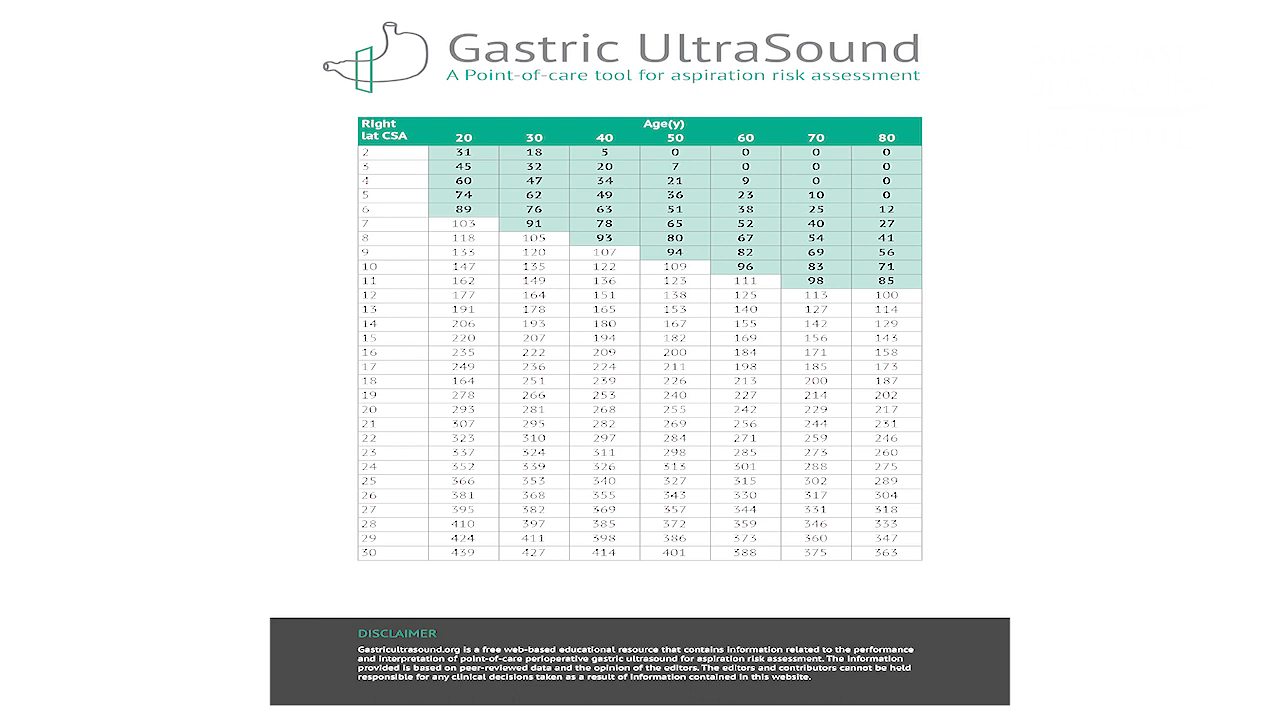 Gastric UltraSound
A Point-of-care tool for aspiration risk assessment
Right Age(y)
lat CSA 20 30 40 50 60 70 80
2 31 18 5 0 0 0 0
3 45 32 20 7 0 0 0
4 60 47 34 21 9 0 0
5 74 62 49 36 23 10 0
6 89 76 63 51 38 25 12
7 103 91 78 65 52 40 27
8 118 105 93 80 67 54 41
9 133 120 107 94 82 69 56
10 147 135 122 109 96 83 71
11 162 149 136 123 111 98 85
12 177 164 151 138 125 113 100
13 191 178 165 153 140 127 114
14 206 193 180 167 155 142 129
15 220 207 194 182 169 156 143
16 235 222 209 200 184 171 158
17 249 236 224 211 198 185 173
18 164 251 239 226 213 200 187
19 278 266 253 240 227 214 202
20 293 281 268 255 242 229 217
21 307 295 282 269 256 244 231
22 323 310 297 284 271 259 246
23 337 324 311 298 285 273 260
24 352 339 326 313 301 288 275
25 366 353 340 327 315 302 289
26 381 368 355 343 330 317 304
27 395 382 369 357 344 331 318
28 410 397 385 372 359 346 333
29 424 411 398 386 373 360 347
30 439 427 414 401 388 375 363
DISCLAIMER
Gastricultrasound.org is a free web-based educational resource that contains information related to the performance
and interpretation of point-of-care perioperative gastric ultrasound for aspiration risk assessment. The information
provided is based on peer-reviewed data and the opinion of the editors. The editors and contributors cannot be held
responsible for any clinical decisions taken as a result of information contained in this website.